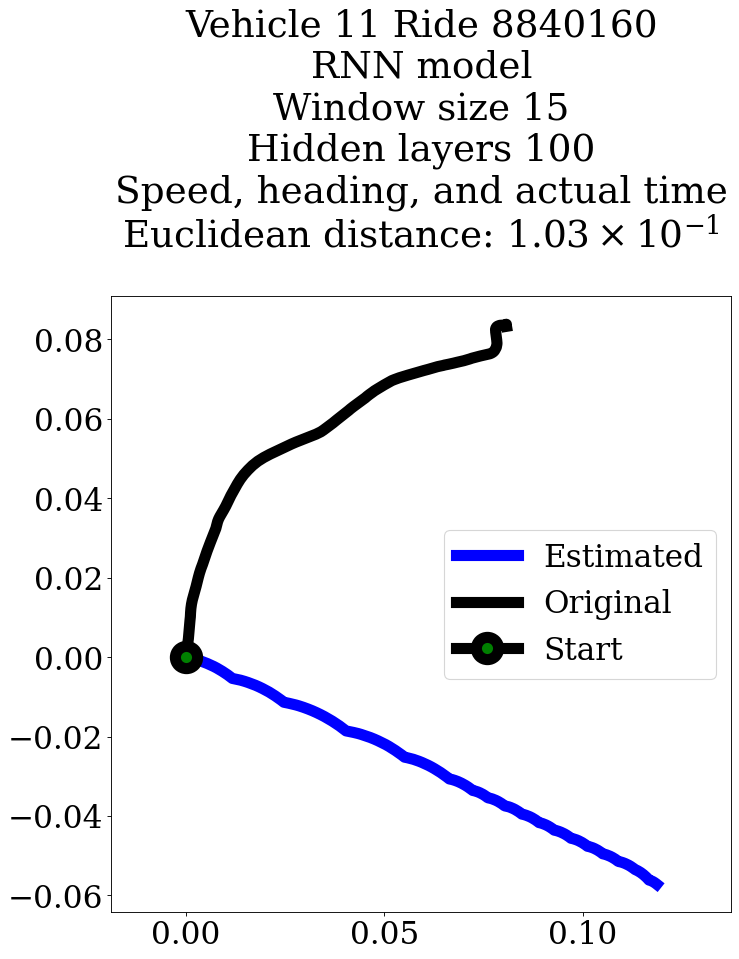 Vehicle 11 Ride 8840160
RNN model
Window size 15
Hidden layers 100
Speed, heading, and actual time
Euclidean distance: 1.03 × 10⁻¹
0.08
0.06
0.04
0.02
0.00
−0.02
−0.04
−0.06
Estimated
Original
Start
0.00 0.05 0.10